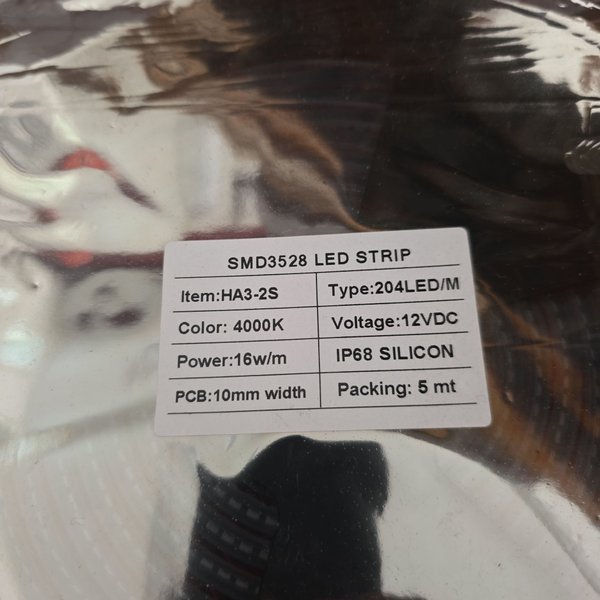 SMD3528 LED STRIP
Item:HA3-2S Type:204LED/M
Color: 4000K Voltage:12VDC
Power:16w/m IP68 SILICON
PCB:10mm width Packing: 5 mt